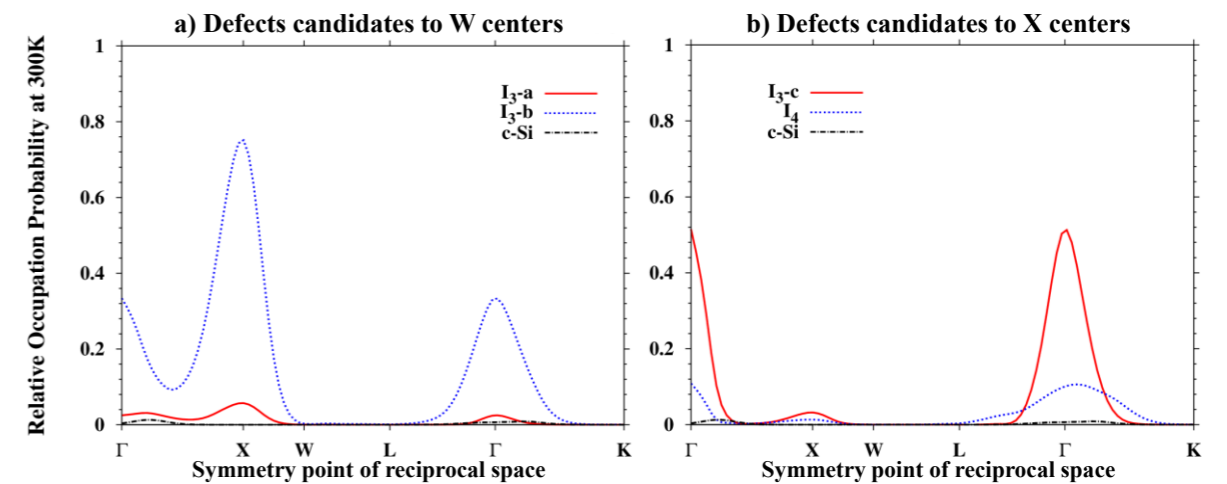 a) Defects candidates to W centers
Relative Occupation Probability at 300K
1
0.8
0.6
0.4
0.2
0
I3-a
I3-b
c-Si
Γ X W L Γ K
Symmetry point of reciprocal space
b) Defects candidates to X centers
1
0.8
0.6
0.4
0.2
0
I3-c
I4
c-Si
Γ X W L Γ K
Symmetry point of reciprocal space